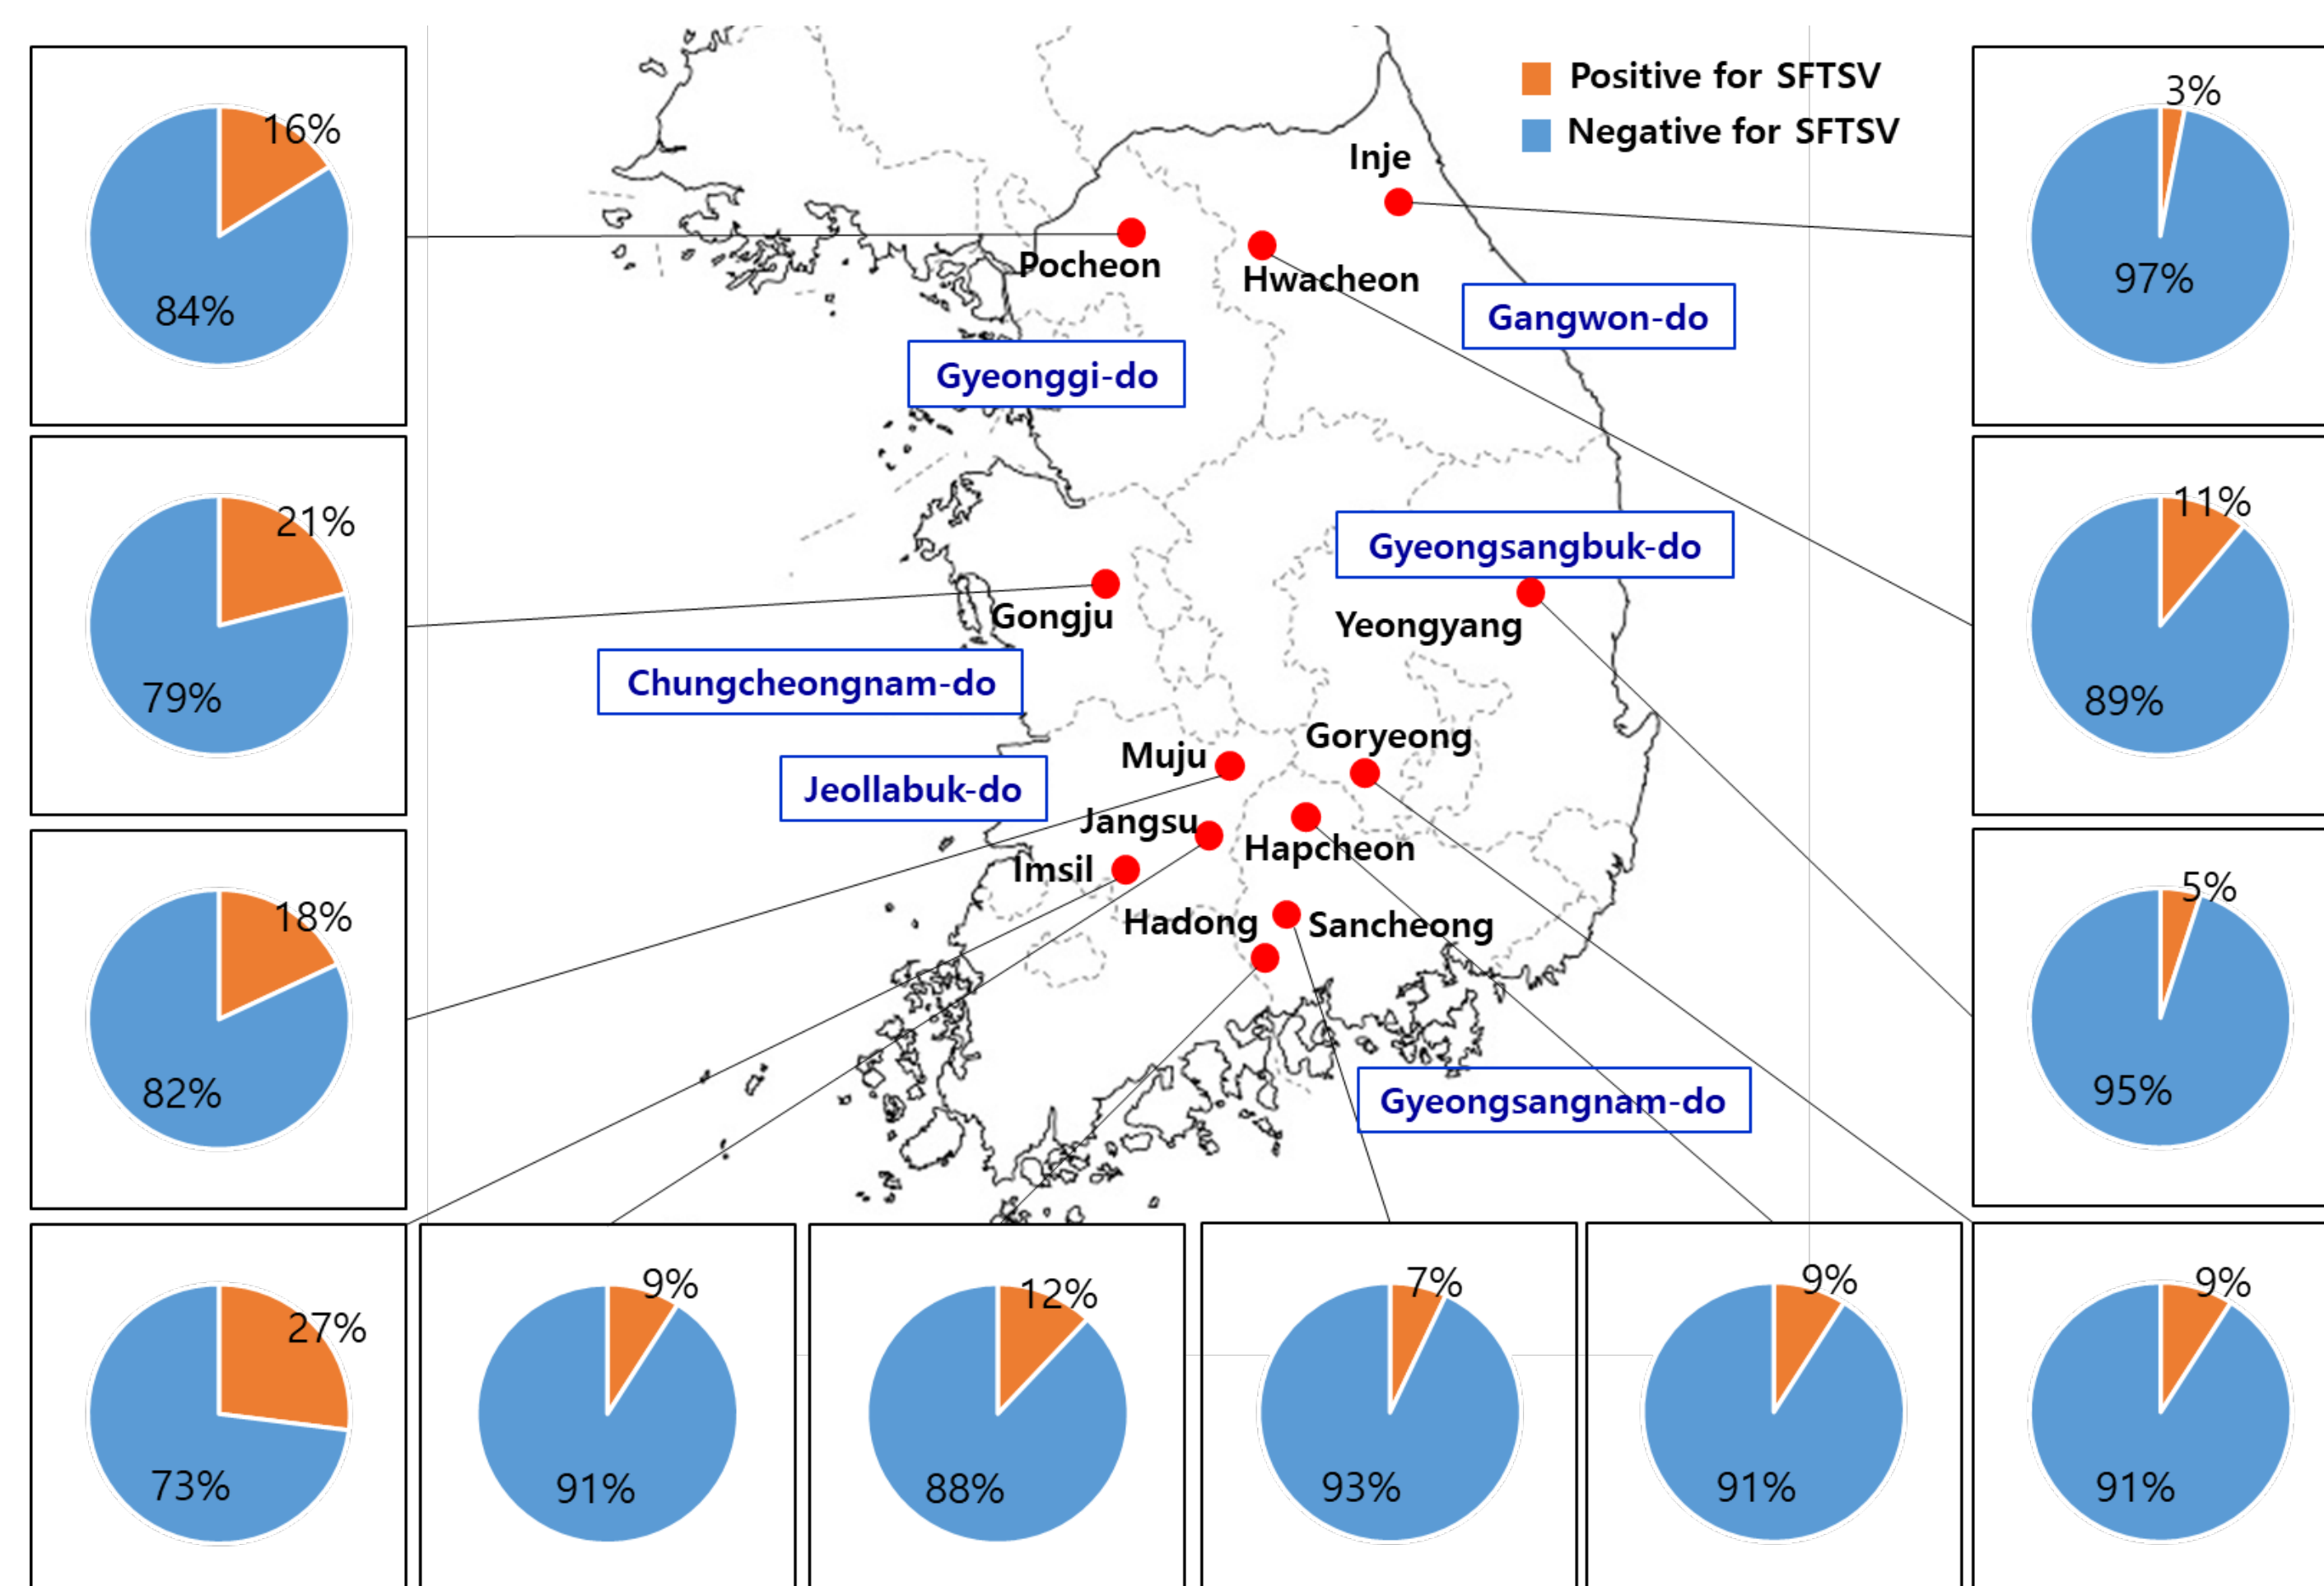 Positive for SFTSV
Negative for SFTSV
16%
84%
3%
97%
Inje
Pocheon
Hwacheon
Gangwon-do
Gyeonggi-do
21%
79%
11%
89%
Gyeongsangbuk-do
Gongju
Yeongyang
Chungcheongnam-do
Muju
Goryeong
Jeollabuk-do
Jangsu
Hapcheon
Imsil
Hadong
Sancheong
18%
82%
5%
95%
Gyeongsangnam-do
27%
73%
9%
91%
12%
88%
7%
93%
9%
91%
9%
91%